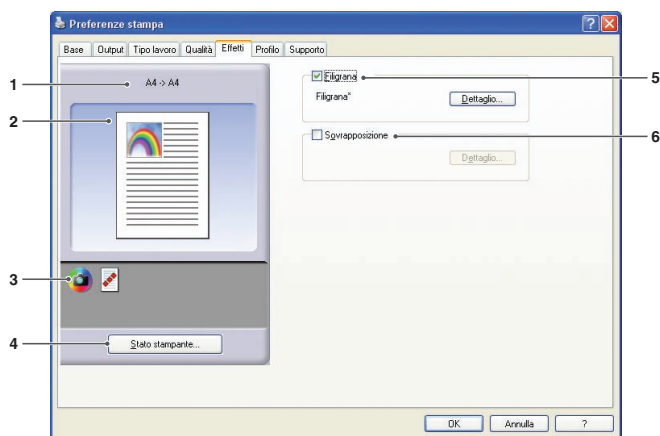 Preferenze stampa
Base Output Tipo lavoro Qualità Effetti Profilo Supporto
1 A4 -> A4
Filigrana 5
2
Filigrana* Dettaglio...
Sovrapposizione 6
Dettaglio...
3
4 Stato stampante...
OK Annulla ?